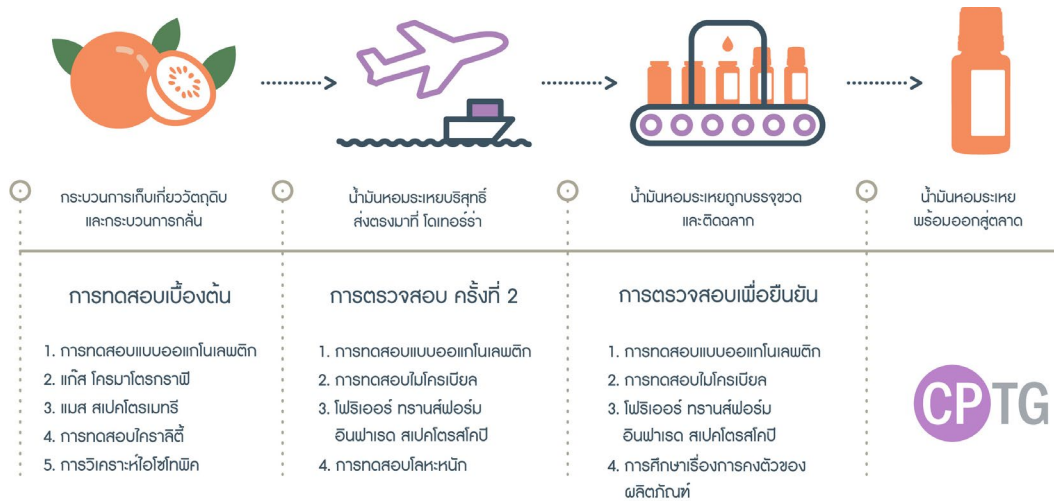 กระบวนการเก็บเกี่ยววัตถุดิบ
และกระบวนการกลั่น
น้ำมันหอมระเหยบริสุทธิ์
ส่งตรงมาที่ โดเทอร์ร่า
น้ำมันหอมระเหยถูกบรรจุขวด
และติดฉลาก
น้ำมันหอมระเหย
พร้อมออกสู่ตลาด
การทดสอบเบื้องต้น
1. การทดสอบแบบออแกโนเลพติก
2. แก๊ส โครมาโตรกราฟี
3. แมส สเปคโตรเมทรี
4. การทดสอบไคราลิตี้
5. การวิเคราะห์ไอโซโทพิค
การตรวจสอบ ครั้งที่ 2
1. การทดสอบแบบออแกโนเลพติก
2. การทดสอบไมโครเบียล
3. โฟริเออร์ ทรานส์ฟอร์ม
อินฟาเรด สเปคโตรสโคปี
4. การทดสอบโลหะหนัก
การตรวจสอบเพื่อยืนยัน
1. การทดสอบแบบออแกโนเลพติก
2. การทดสอบไมโครเบียล
3. โฟริเออร์ ทรานส์ฟอร์ม
อินฟาเรด สเปคโตรสโคปี
4. การศึกษาเรื่องการคงตัวของ
ผลิตภัณฑ์
CPTG